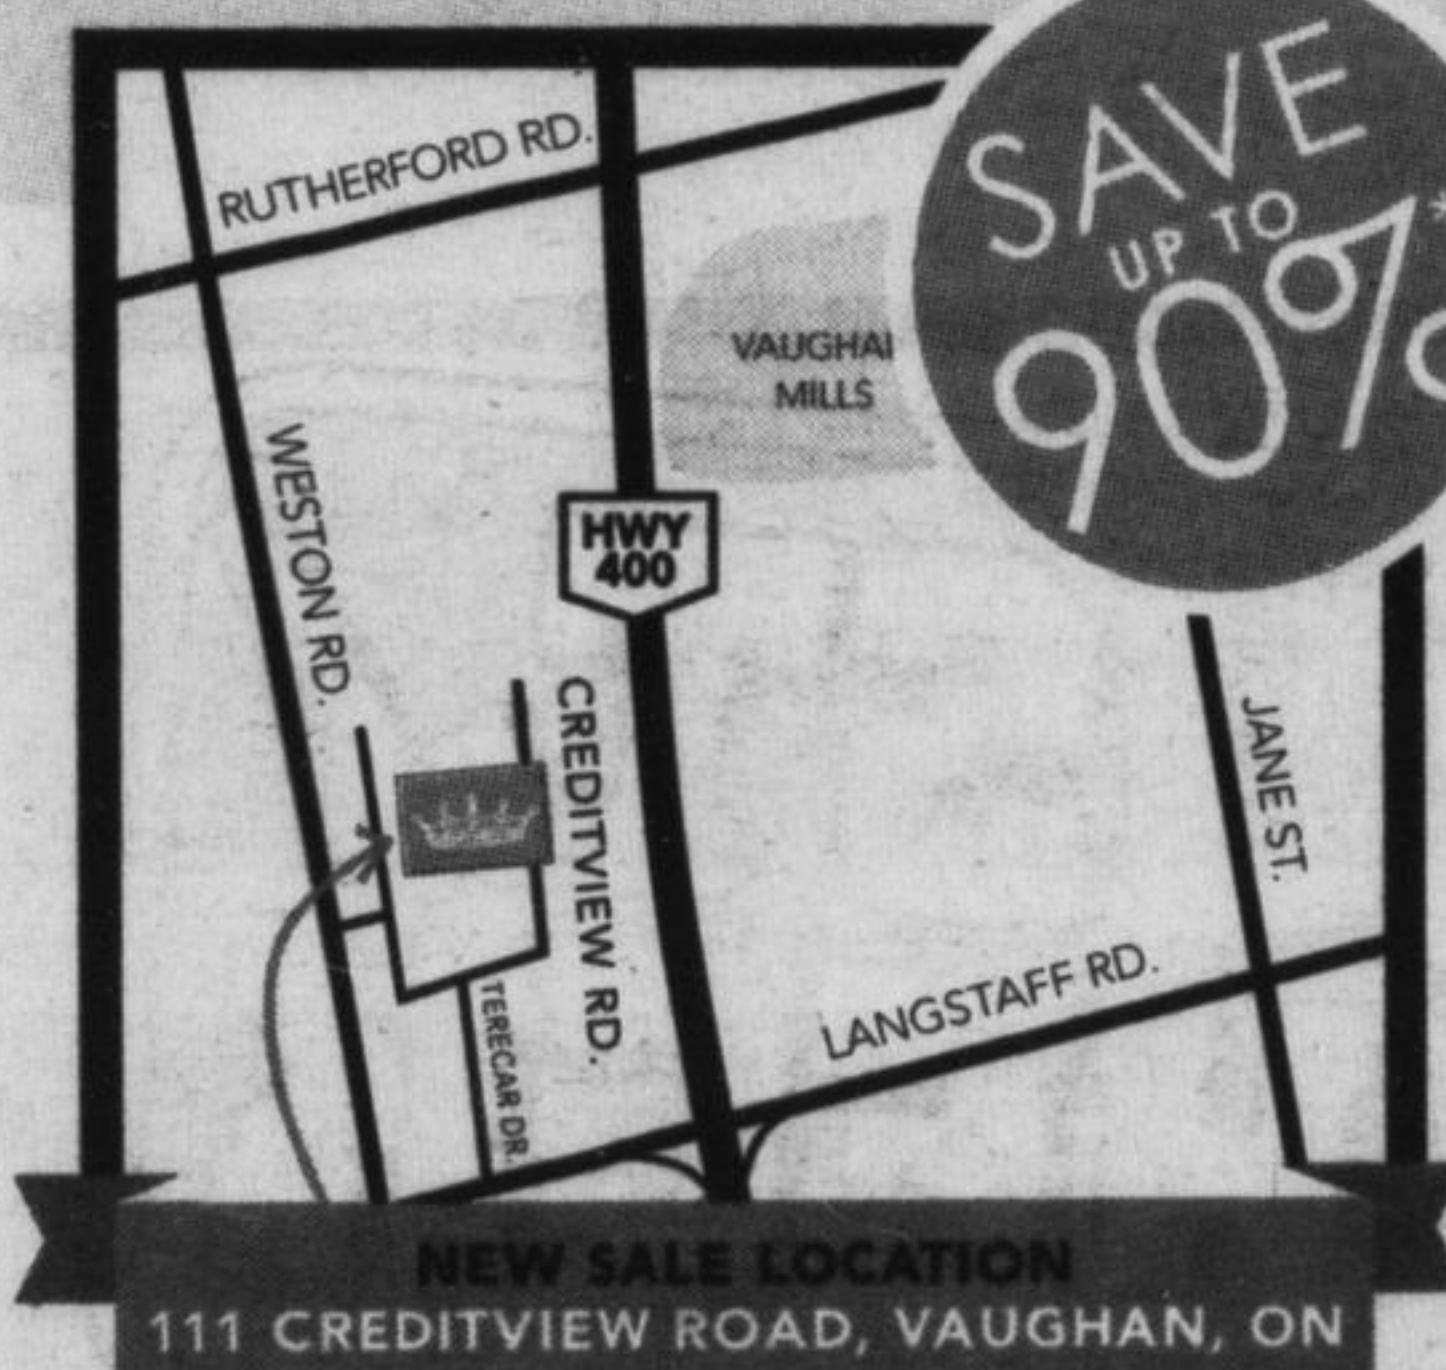 SAVE
UP TO
90%*
RUTHERFORD RD.
VAUGHAI
MILLS
WESTON RD.
HWY
400
CREDITVIEW RD.
JANE ST.
LANGSTAFF RD.
TERECAR DR.
NEW SALE LOCATION
111 CREDITVIEW ROAD, VAUGHAN, ON